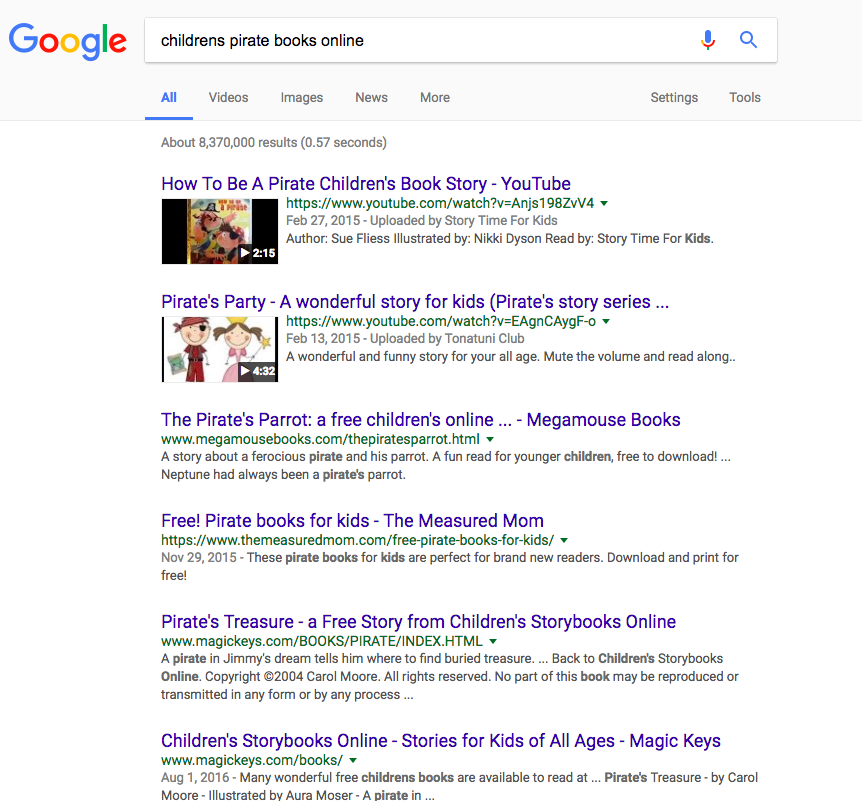 Google
childrens pirate books online
All Videos Images News More Settings Tools
About 8,370,000 results (0.57 seconds)
How To Be A Pirate Children's Book Story - YouTube
https://www.youtube.com/watch?v=Anjs198ZvV4
Feb 27, 2015 - Uploaded by Story Time For Kids
Author: Sue Fliess Illustrated by: Nikki Dyson Read by: Story Time For Kids.
2:15
Pirate's Party - A wonderful story for kids (Pirate's story series ...
https://www.youtube.com/watch?v=EAgnCAygF-o
Feb 13, 2015 - Uploaded by Tonatuni Club
A wonderful and funny story for your all age. Mute the volume and read along..
4:32
The Pirate's Parrot: a free children's online ... - Megamouse Books
www.megamousebooks.com/thepiratesparrot.html
A story about a ferocious pirate and his parrot. A fun read for younger children, free to download! ...
Neptune had always been a pirate's parrot.
Free! Pirate books for kids - The Measured Mom
https://www.themeasuredmom.com/free-pirate-books-for-kids/
Nov 29, 2015 - These pirate books for kids are perfect for brand new readers. Download and print for
free!
Pirate's Treasure - a Free Story from Children's Storybooks Online
www.magickeys.com/BOOKS/PIRATE/INDEX.HTML
A pirate in Jimmy's dream tells him where to find buried treasure. ... Back to Children's Storybooks
Online. Copyright ©2004 Carol Moore. All rights reserved. No part of this book may be reproduced or
transmitted in any form or by any process ...
Children's Storybooks Online - Stories for Kids of All Ages - Magic Keys
www.magickeys.com/books/
Aug 1, 2016 - Many wonderful free childrens books are available to read at ... Pirate's Treasure - by Carol
Moore - Illustrated by Aura Moser - A pirate in ...